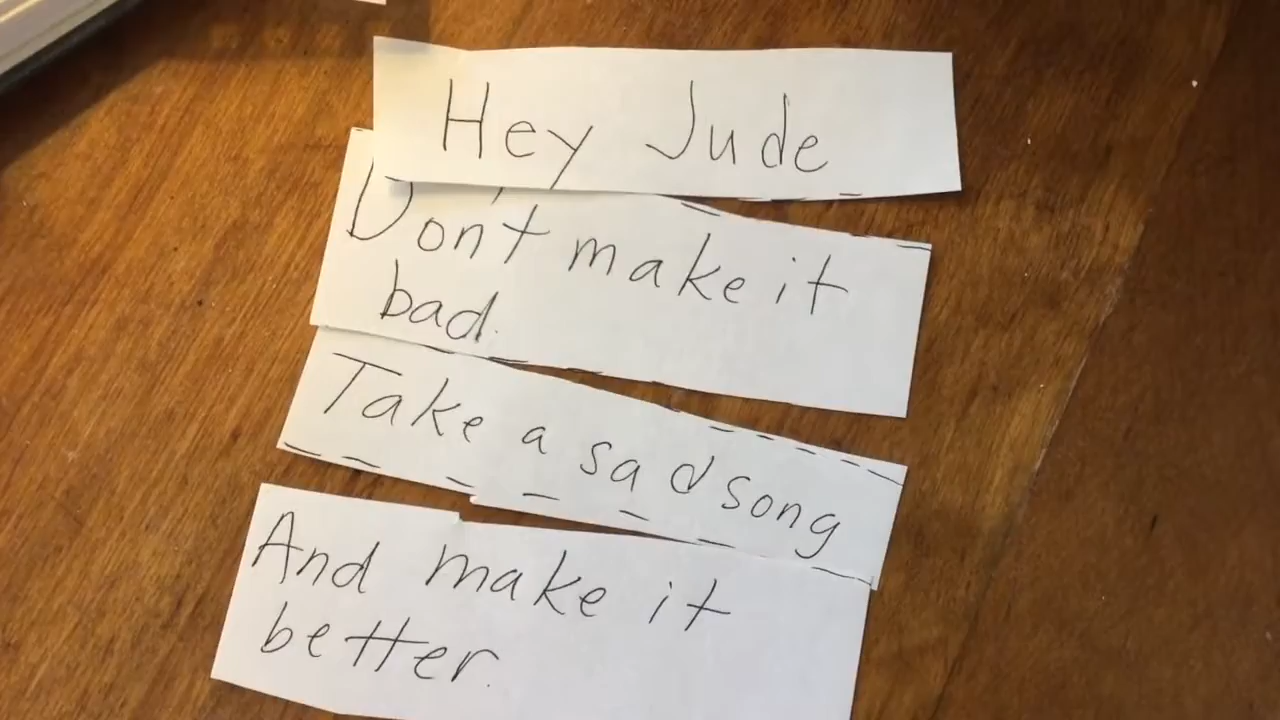 Hey Jude
Don't make it
bad.
Take a sad song
And make it
better.